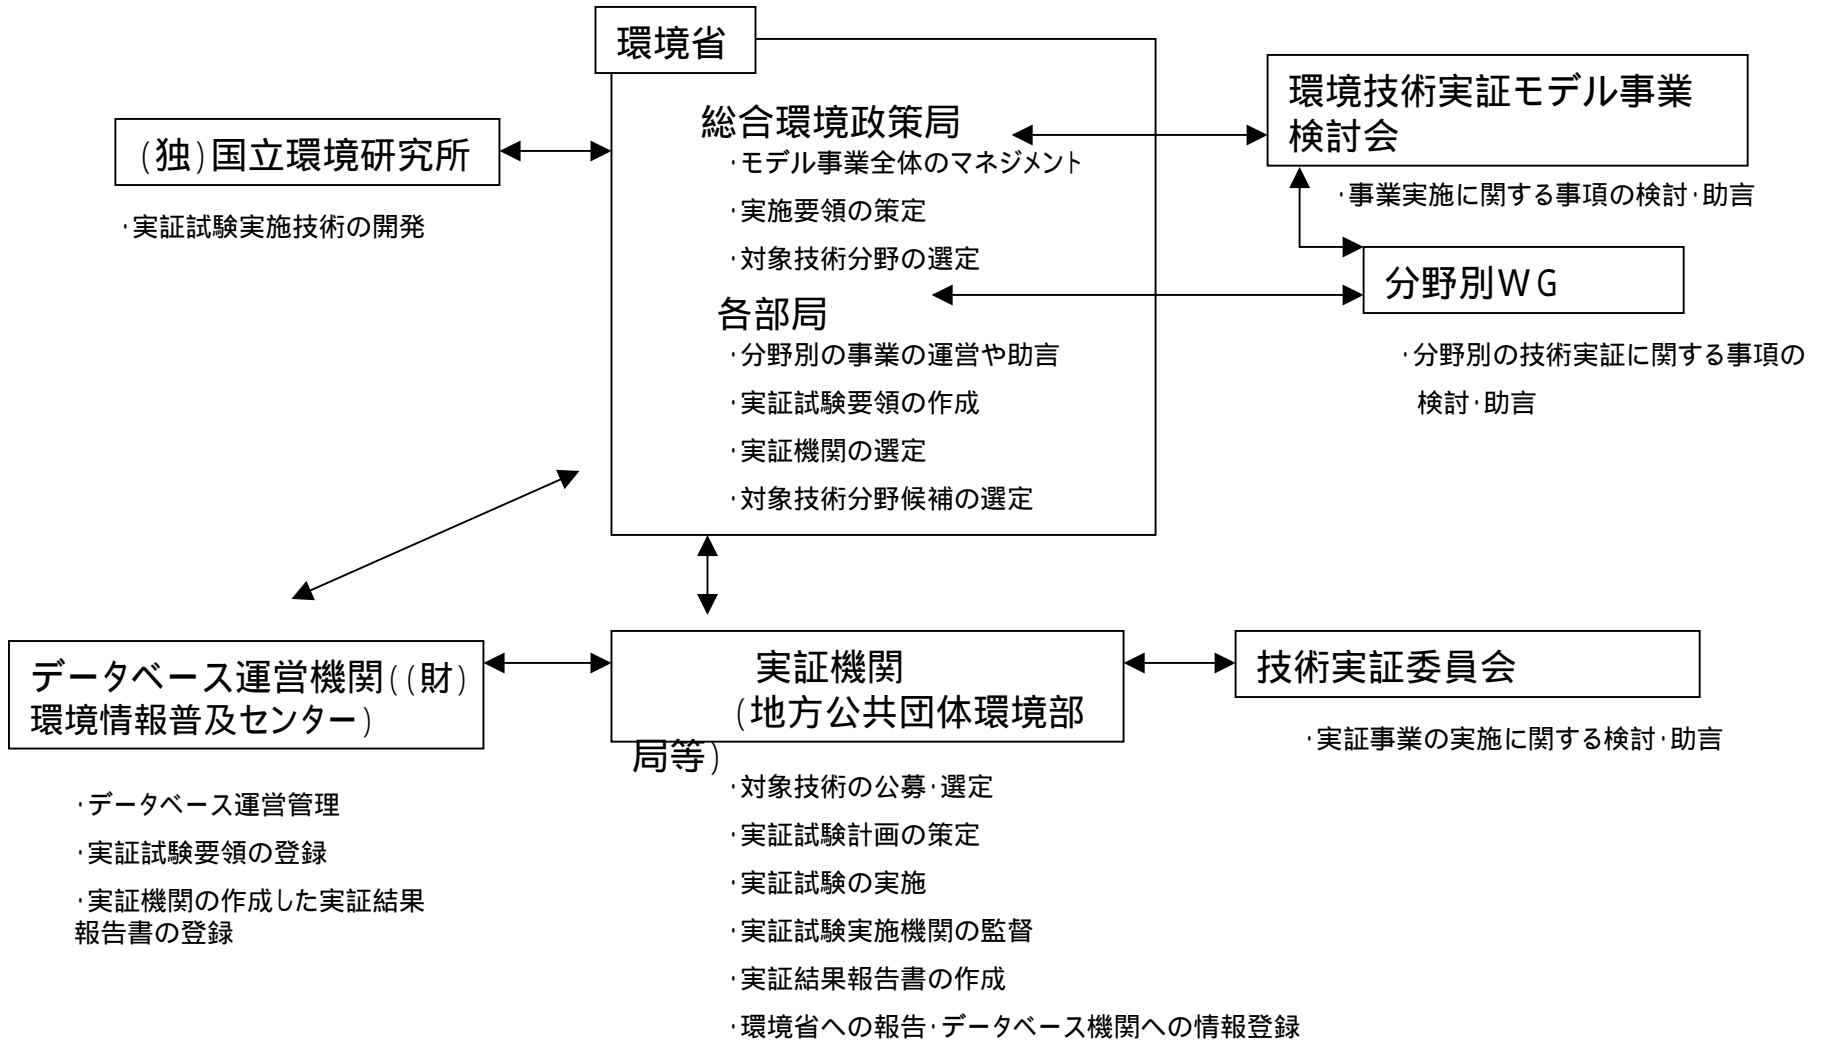 環境省
総合環境政策局
・モデル事業全体のマネジメント
・実施要領の策定
・対象技術分野の選定
各部局
・分野別の事業の運営や助言
・実証試験要領の作成
・実証機関の選定
・対象技術分野候補の選定
(独)国立環境研究所
・実証試験実施技術の開発
環境技術実証モデル事業
検討会
・事業実施に関する事項の検討・助言
分野別WG
・分野別の技術実証に関する事項の
検討・助言
データベース運営機関((財)
環境情報普及センター)
・データベース運営管理
・実証試験要領の登録
・実証機関の作成した実証結果
報告書の登録
実証機関
(地方公共団体環境部
局等)
・対象技術の公募・選定
・実証試験計画の策定
・実証試験の実施
・実証試験実施機関の監督
・実証結果報告書の作成
・環境省への報告・データベース機関への情報登録
技術実証委員会
・実証事業の実施に関する検討・助言